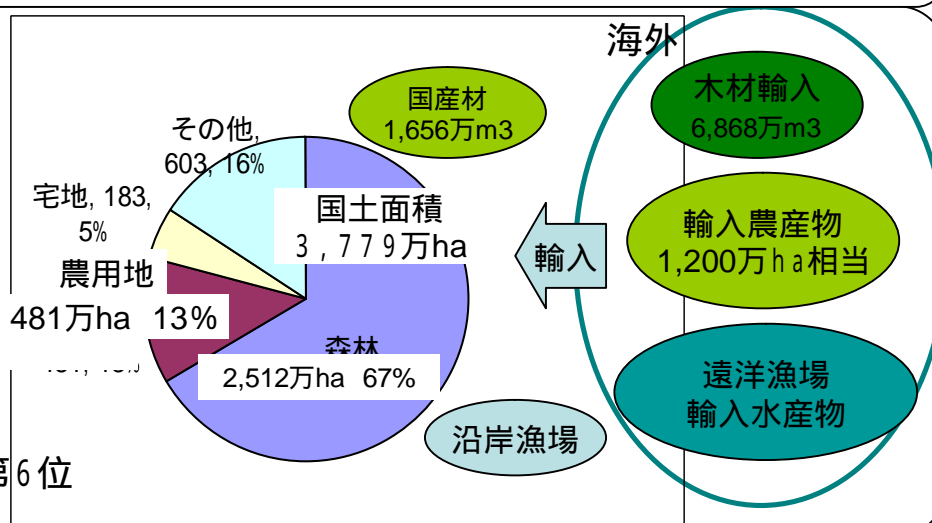 海外
国産材
1,656万m3
木材輸入
6,868万m3
その他,
603, 16%
宅地, 183,
5%
国土面積
3,779万ha
輸入
輸入農産物
1,200万ha相当
農用地
481万ha 13%
森林
2,512万ha 67%
遠洋漁場
輸入水産物
沿岸漁場
第6位